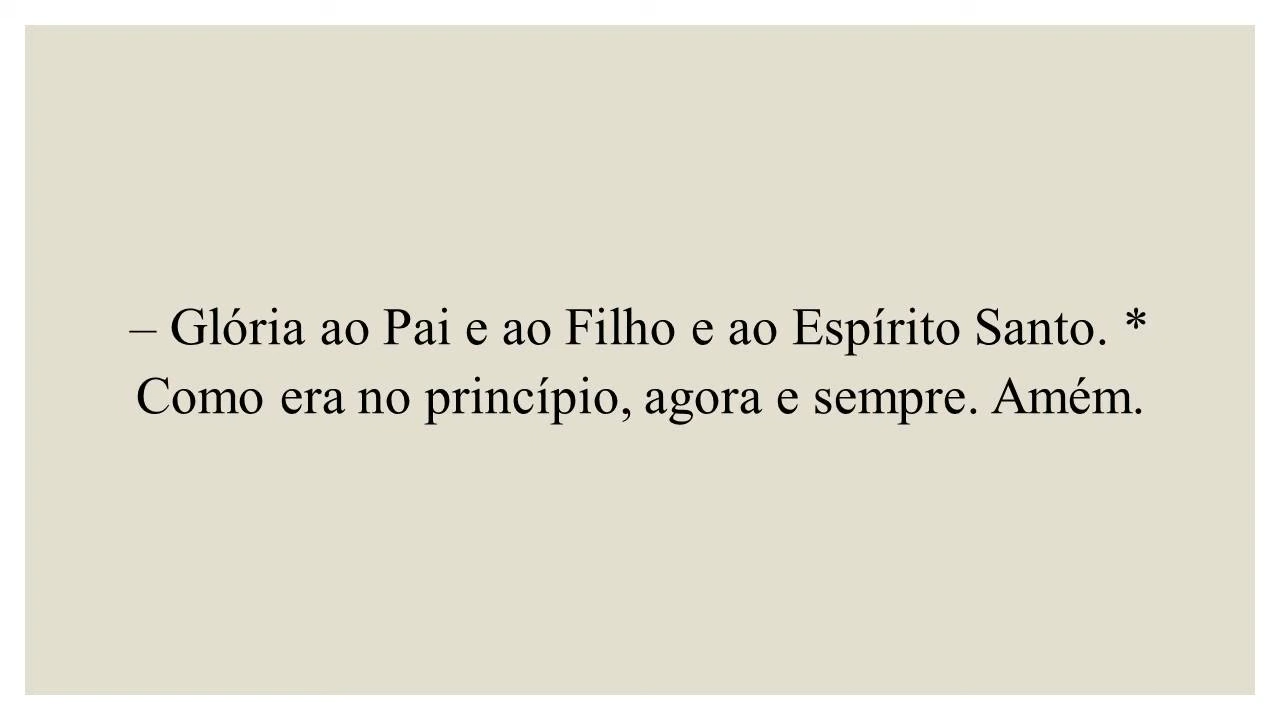 – Glória ao Pai e ao Filho e ao Espírito Santo. *
Como era no princípio, agora e sempre. Amém.